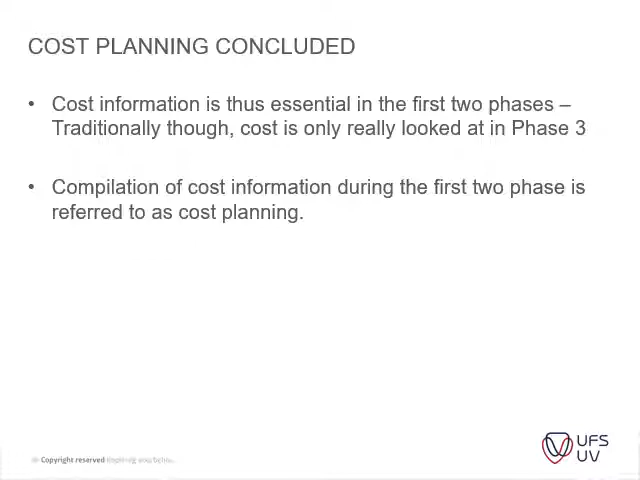 COST PLANNING CONCLUDED
• Cost information is thus essential in the first two phases –
Traditionally though, cost is only really looked at in Phase 3
• Compilation of cost information during the first two phase is
referred to as cost planning.
Copyright reserved
UFS
UV